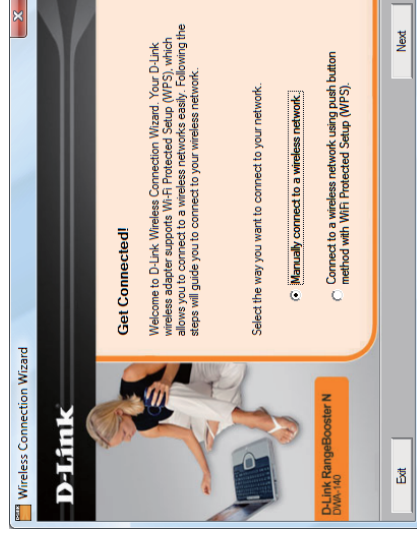 Wireless Connection Wizard
D-Link
Get Connected!
Welcome to D-Link Wireless Connection Wizard. Your D-Link
wireless adapter supports Wi-Fi Protected Setup (WPS), which
allows you to connect to a wireless networks easily. Following the
steps will guide you to connect to your wireless network.
Select the way you want to connect to your network.
Manually connect to a wireless network.
Connect to a wireless network using push button
method with WiFi Protected Setup (WPS).
D-Link RangeBooster N
DWA-140
Exit
Next